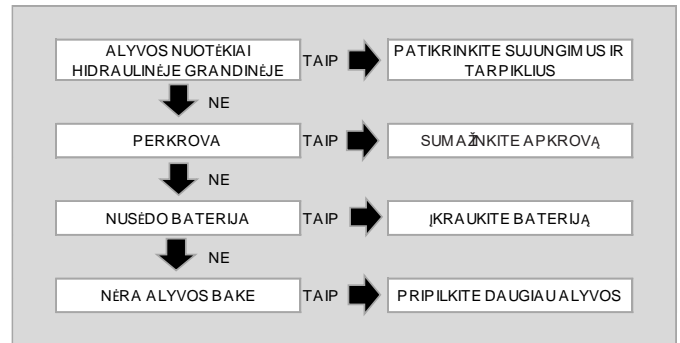 ALYVOS NUOTĖKIAI
HIDRAULINĖJE GRANDINĖJE
TAIP
PATIKRINKITE SUJUNGIMUS IR
TARPIKLIUS
NE
PERKROVA
TAIP
SUMAŽNKITE APKROVĄ
NE
NUSĖDO BATERIJA
TAIP
ĮKRAUKITE BATERIJĄ
NE
NĖRA ALYVOS BAKE
TAIP
PRIPILKITE DAUGIAU ALYVOS